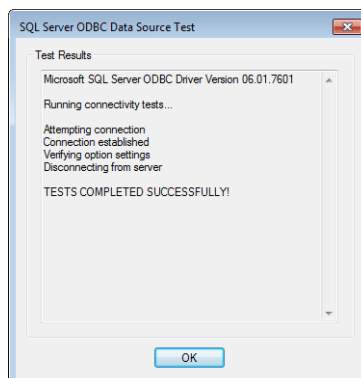 SQL Server ODBC Data Source Test
Test Results
Microsoft SQL Server ODBC Driver Version 06.01.7601
Running connectivity tests...
Attempting connection
Connection established
Verifying option settings
Disconnecting from server
TESTS COMPLETED SUCCESSFULLY!
OK